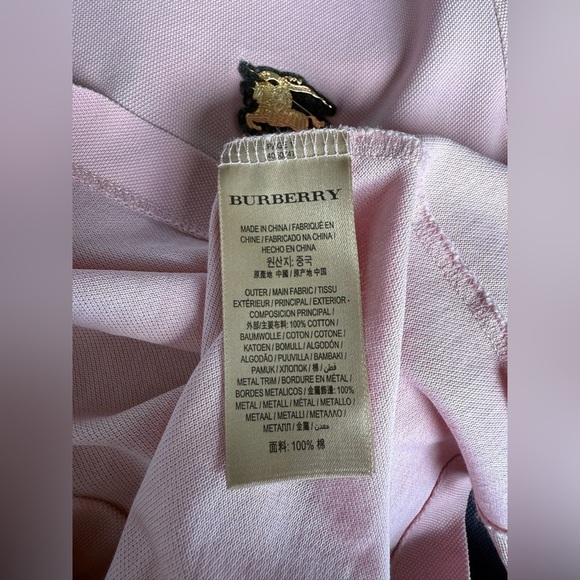 BURBERRY
MADE IN CHINA / FABRIQUÉ EN
CHINE / FABRICADO NA CHINA /
HECHO EN CHINA
원산지: 중국
原產地 中國 / 原产地 中国
OUTER / MAIN FABRIC / TISSU
EXTÉRIEUR / PRINCIPAL / EXTERIOR -
COMPOSICION PRINCIPAL /
外部/主要布料: 100% COTTON /
BAUMWOLLE / COTON / COTONE /
KATOEN / BOMULL / ALGODÓN /
ALGODÃO / PUUVILLA / BAMBAKI /
PAMUK / ХЛОПОК / 棉 / قطن /
METAL TRIM / BORDURE EN MÉTAL /
BORDES METALICOS / 金屬飾邊: 100%
METAL / METALL / MÉTAL / METALLO /
METAAL / METALLI / ΜΕΤΑΛΛΟ /
МЕТАЛЛ / 金屬 / معدن /
面料: 100% 棉